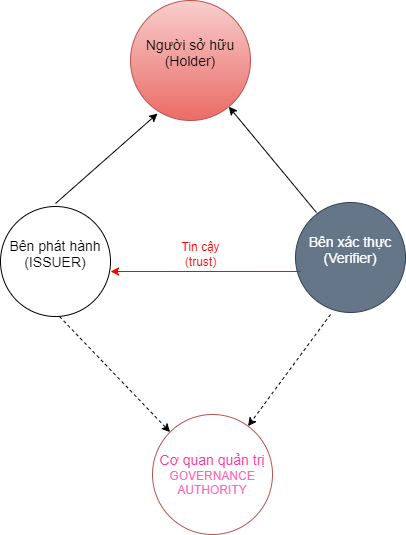 Người sở hữu
(Holder)
Bên phát hành
(ISSUER)
Tin cậy
(trust)
Bên xác thực
(Verifier)
Cơ quan quản trị
GOVERNANCE
AUTHORITY